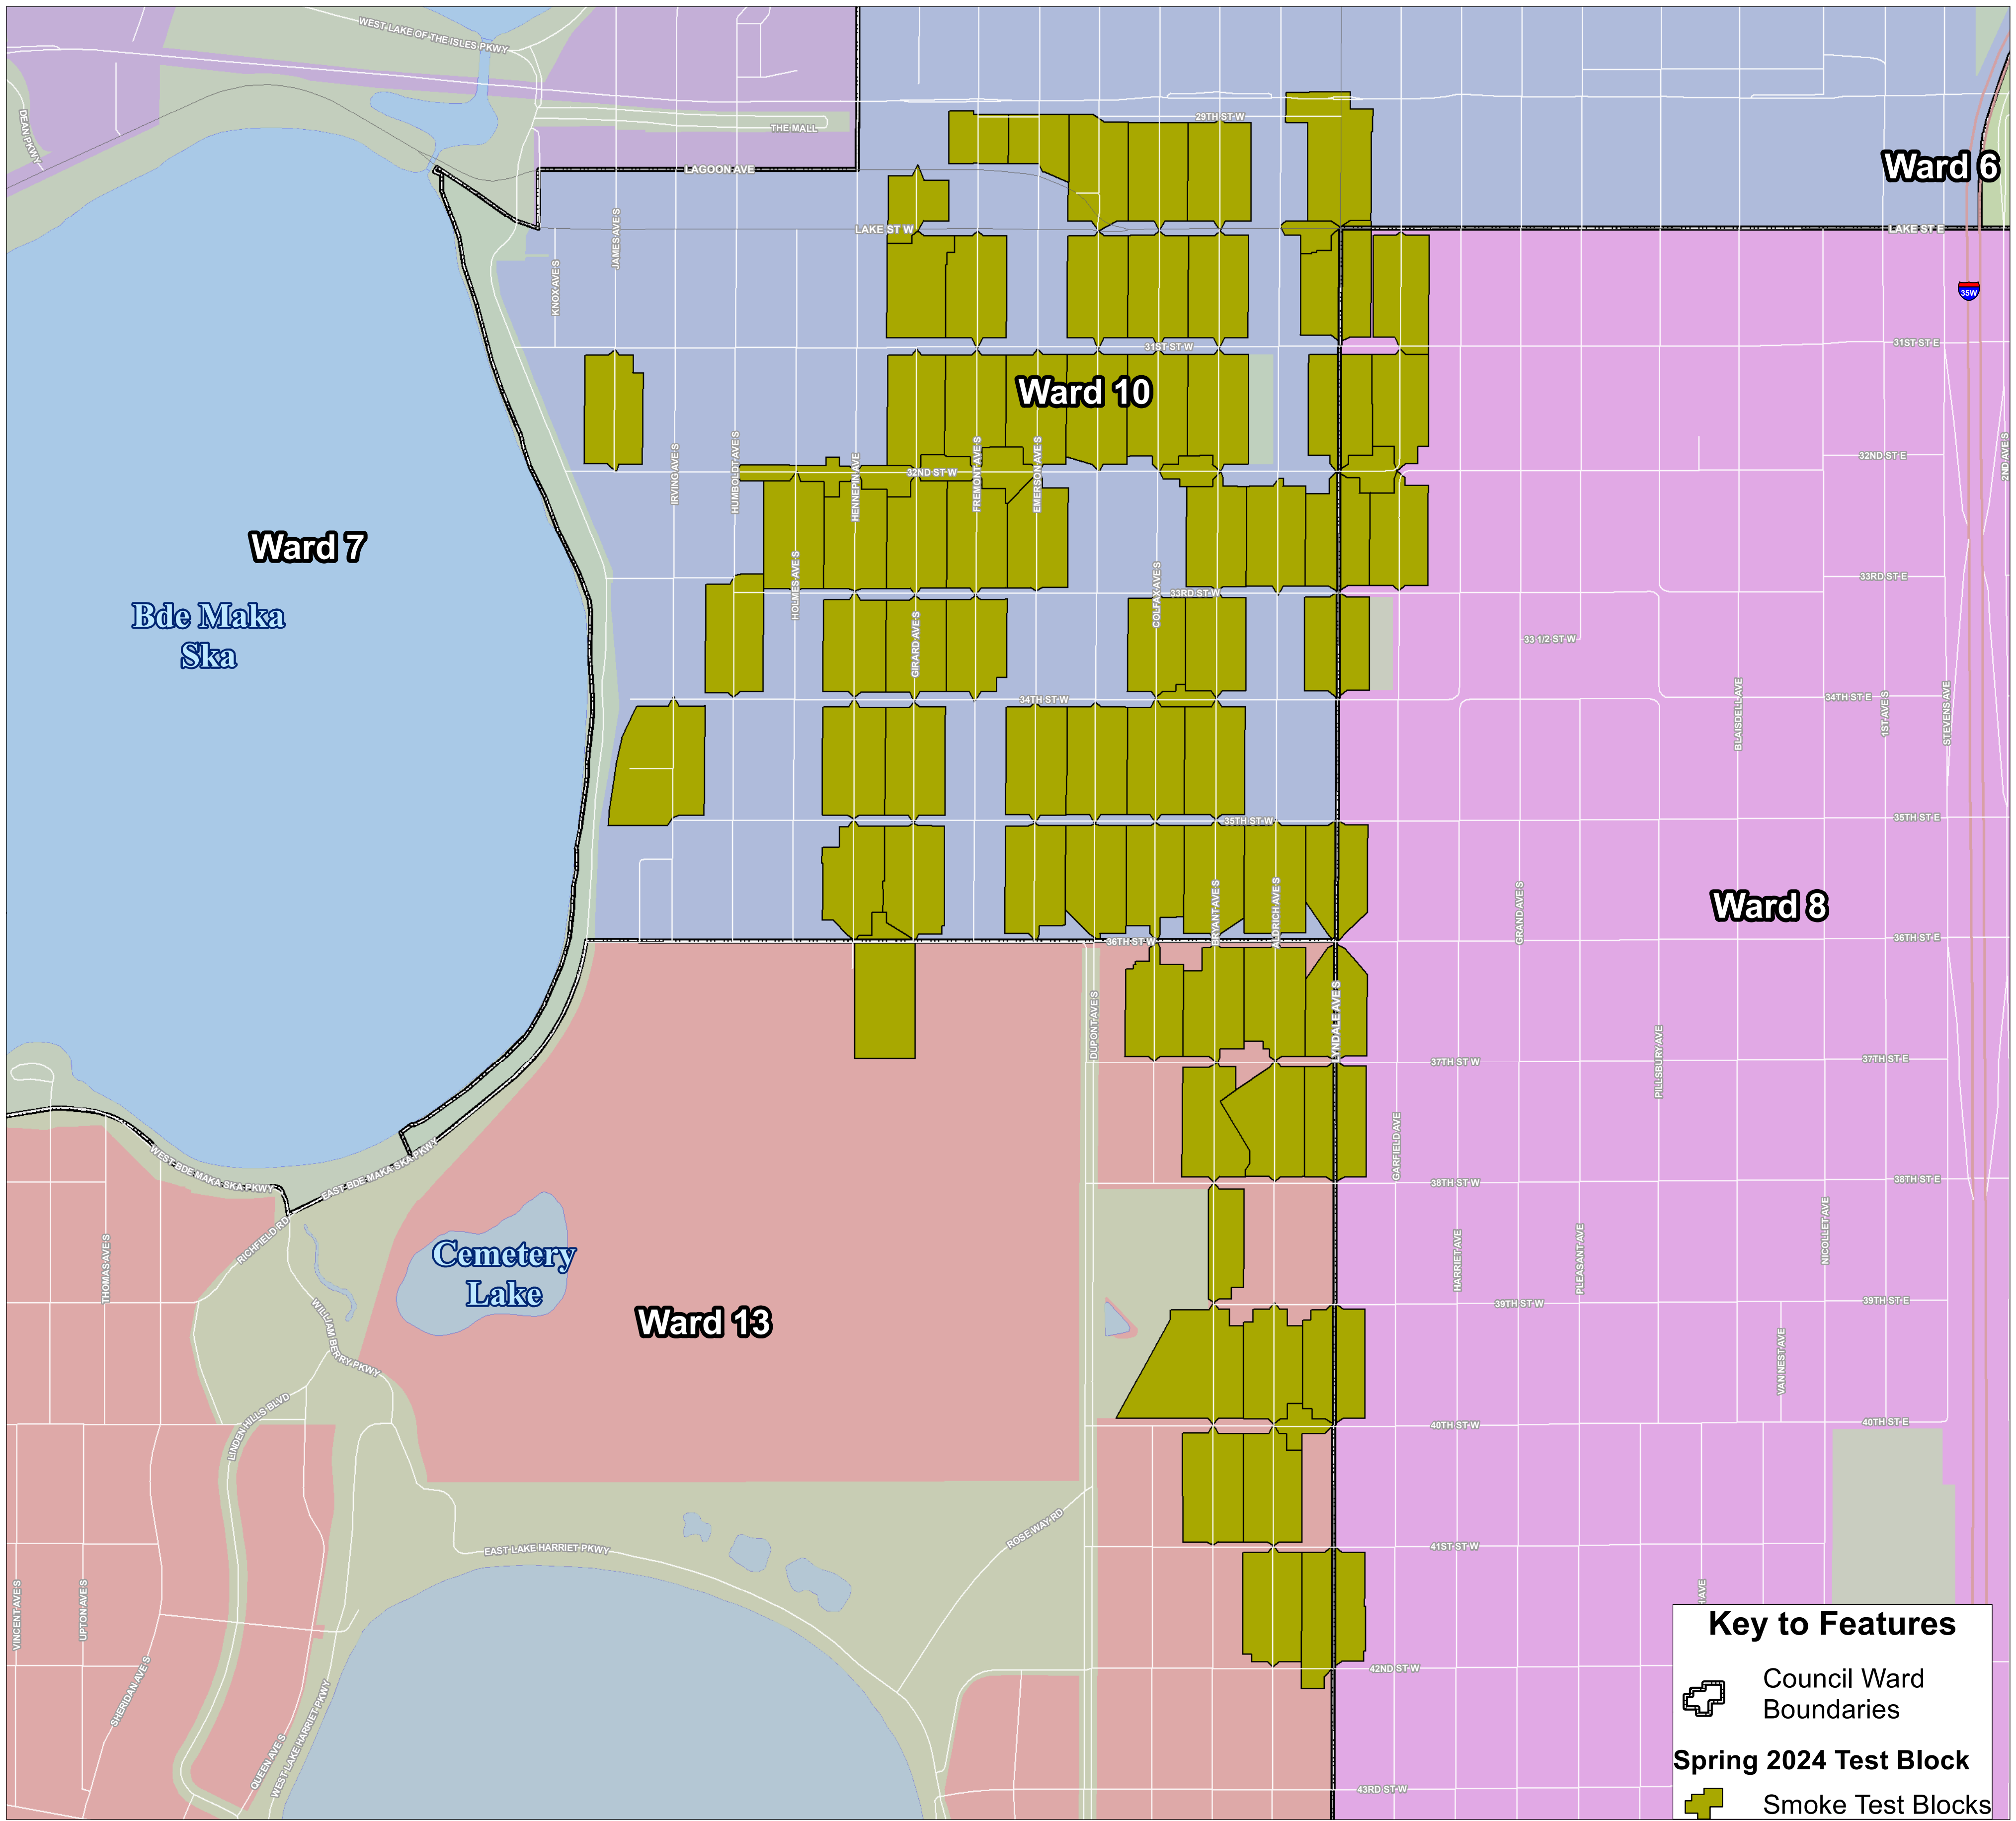 WEST LAKE OF THE ISLES PKWY
DEAN PKWY
THE MALL
29TH ST W
LAGOON AVE
Ward 6
JAMES AVE S
LAKE ST W
LAKE ST E
KNOX AVE S
35W
31ST ST W
31ST ST E
Ward 10
IRVING AVE S
HUMBOLDT AVE S
HENNEPIN AVE
32ND ST W
FREMONT AVE S
EMERSON AVE S
32ND ST E
2ND AVE S
Ward 7
HOLMES AVE S
COLFAX AVE S
33RD ST W
33RD ST E
Bde Maka
Ska
GIRARD AVE S
33 1/2 ST W
34TH ST W
BLAISDELL AVE
34TH ST E
1ST AVE S
STEVENS AVE
35TH ST W
35TH ST E
BRYANT AVE S
ALDRICH AVE S
GRAND AVE S
Ward 8
36TH ST W
36TH ST E
DUPONT AVE S
LYNDALE AVE S
37TH ST W
PILLSBURY AVE
37TH ST E
GARFIELD AVE
WEST BDE MAKA SKA PKWY
EAST BDE MAKA SKA PKWY
38TH ST W
38TH ST E
RICHFIELD RD
THOMAS AVE S
Cemetery
Lake
HARRIET AVE
PLEASANT AVE
NICOLLET AVE
WILLIAM BERRY PKWY
Ward 13
39TH ST W
39TH ST E
VAN NEST AVE
LINDEN HILLS BLVD
40TH ST W
40TH ST E
ROSE WAY RD
EAST LAKE HARRIET PKWY
41ST ST W
VINCENT AVE S
UPTON AVE S
SHERIDAN AVE S
QUEEN AVE S
WEST LAKE HARRIET PKWY
42ND ST W
43RD ST W
Key to Features
Council Ward
Boundaries
Spring 2024 Test Block
Smoke Test Blocks